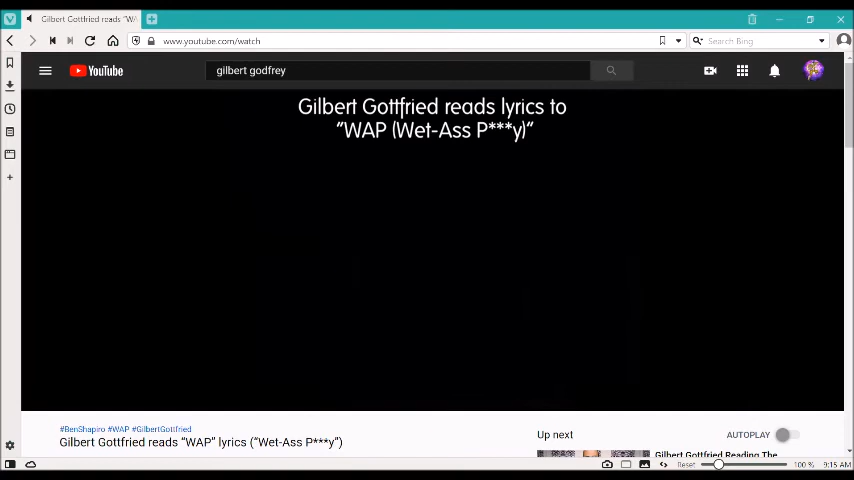 Gilbert Gottfried reads "WA
www.youtube.com/watch
Search Bing
YouTube
gilbert godfrey
Gilbert Gottfried reads lyrics to
"WAP (Wet-Ass P***y)"
#BenShapiro #WAP #GilbertGottfried
Gilbert Gottfried reads "WAP" lyrics ("Wet-Ass P***y")
Up next
AUTOPLAY
Gilbert Gottfried Reading The
Reset
100 %
9:15 AM